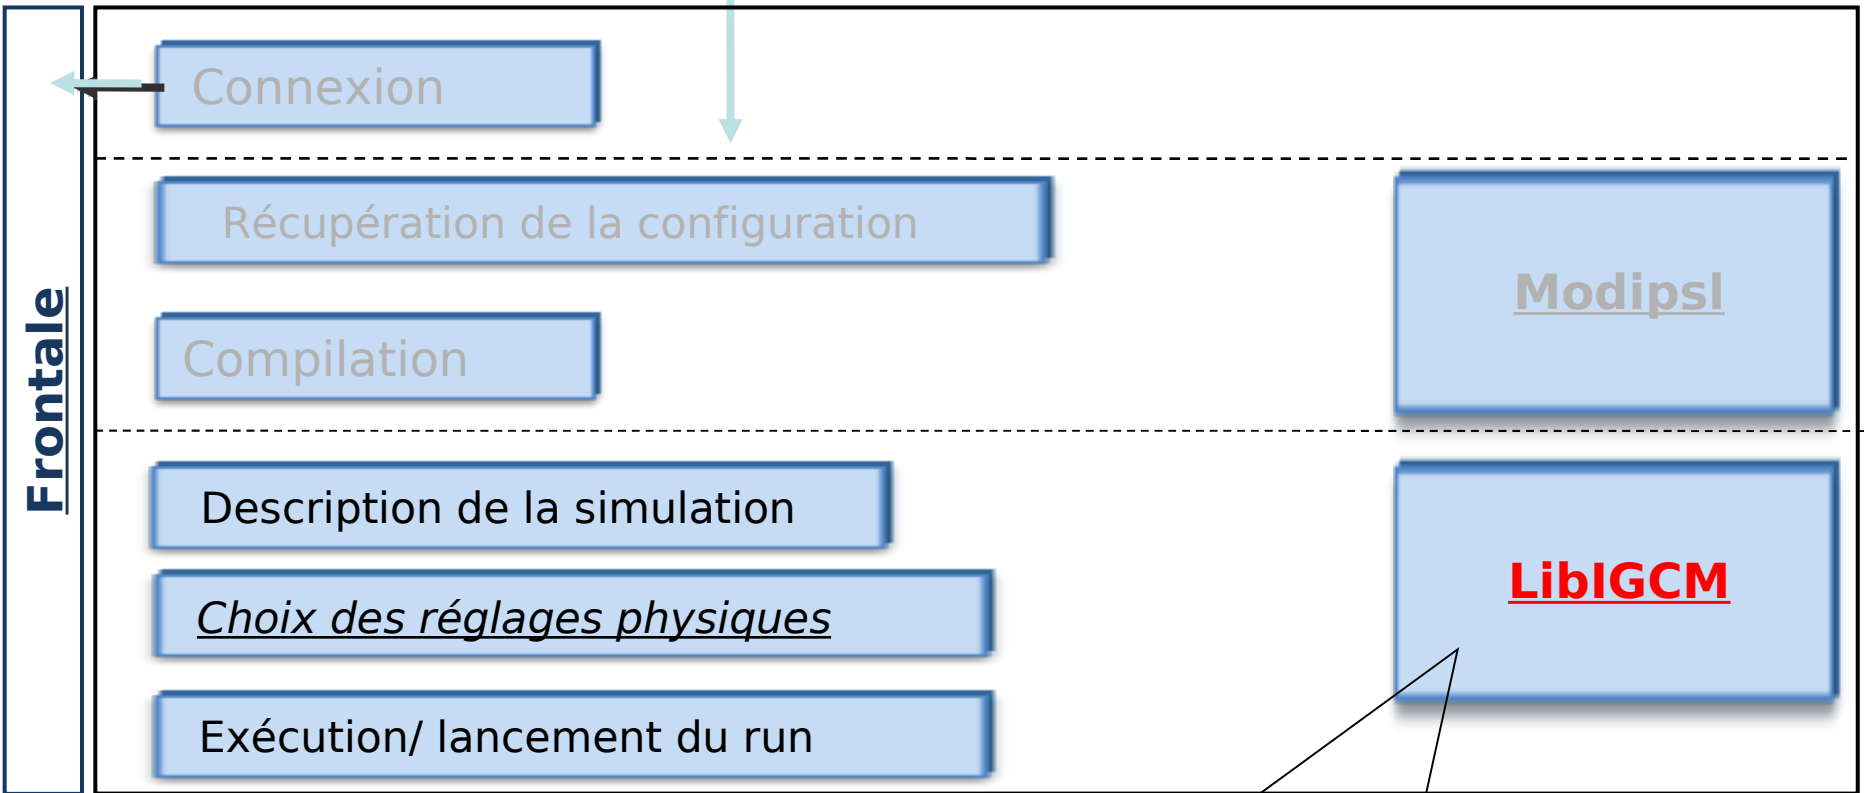 Frontale
Connexion
Récupération de la configuration
Modipsl
Compilation
Description de la simulation
LibIGCM
Choix des réglages physiques
Exécution/ lancement du run